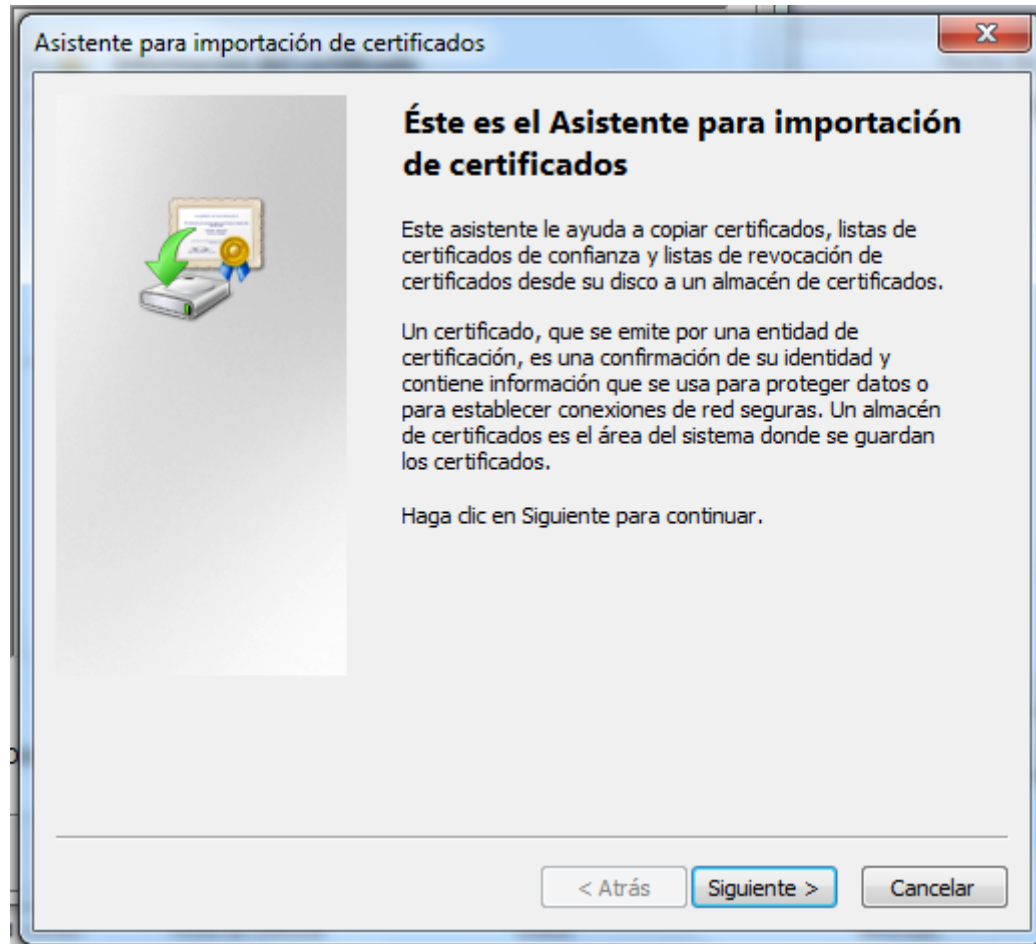 Asistente para importación de certificados
Éste es el Asistente para importación
de certificados
Este asistente le ayuda a copiar certificados, listas de
certificados de confianza y listas de revocación de
certificados desde su disco a un almacén de certificados.
Un certificado, que se emite por una entidad de
certificación, es una confirmación de su identidad y
contiene información que se usa para proteger datos o
para establecer conexiones de red seguras. Un almacén
de certificados es el área del sistema donde se guardan
los certificados.
Haga clic en Siguiente para continuar.
< Atrás
Siguiente >
Cancelar